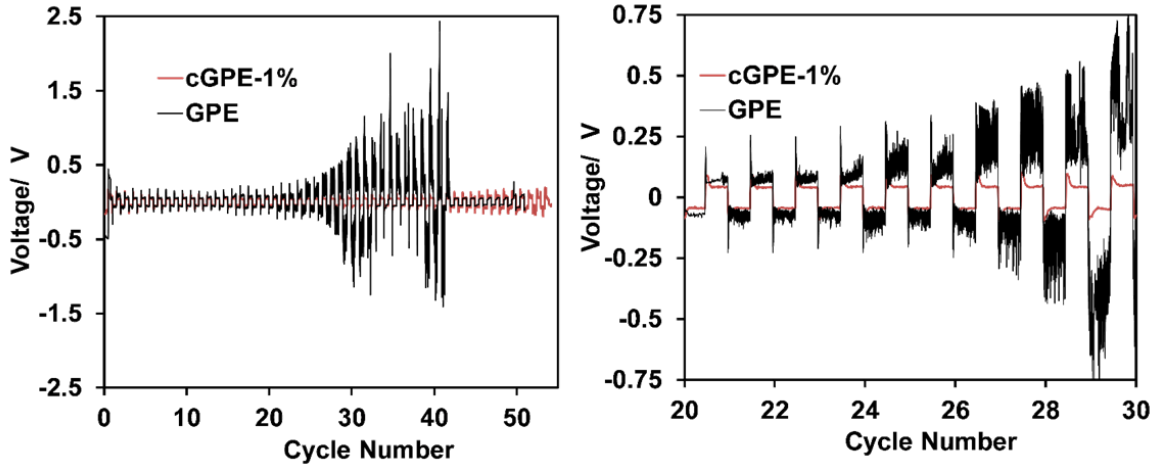 2.5
1.5
0.5
-0.5
-1.5
-2.5
Voltage/ V
cGPE-1%
GPE
0 10 20 30 40 50
Cycle Number
0.75
0.5
0.25
0
-0.25
-0.5
-0.75
Voltage/ V
cGPE-1%
GPE
20 22 24 26 28 30
Cycle Number